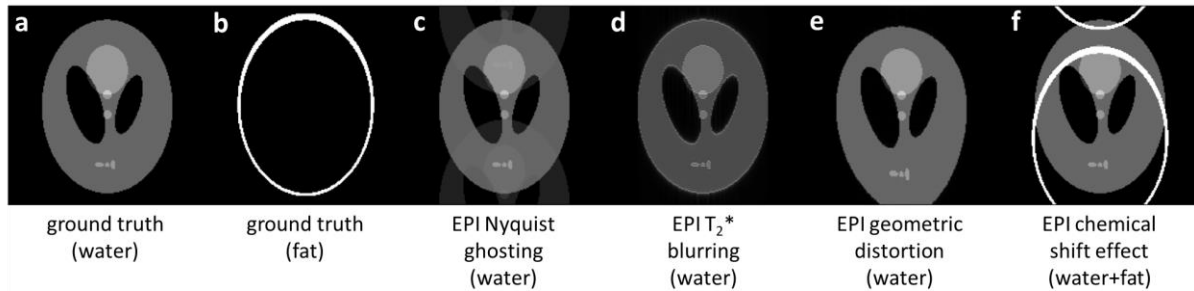 a
b
c
d
e
f
ground truth
(water)
ground truth
(fat)
EPI Nyquist
ghosting
(water)
EPI T₂*
blurring
(water)
EPI geometric
distortion
(water)
EPI chemical
shift effect
(water+fat)